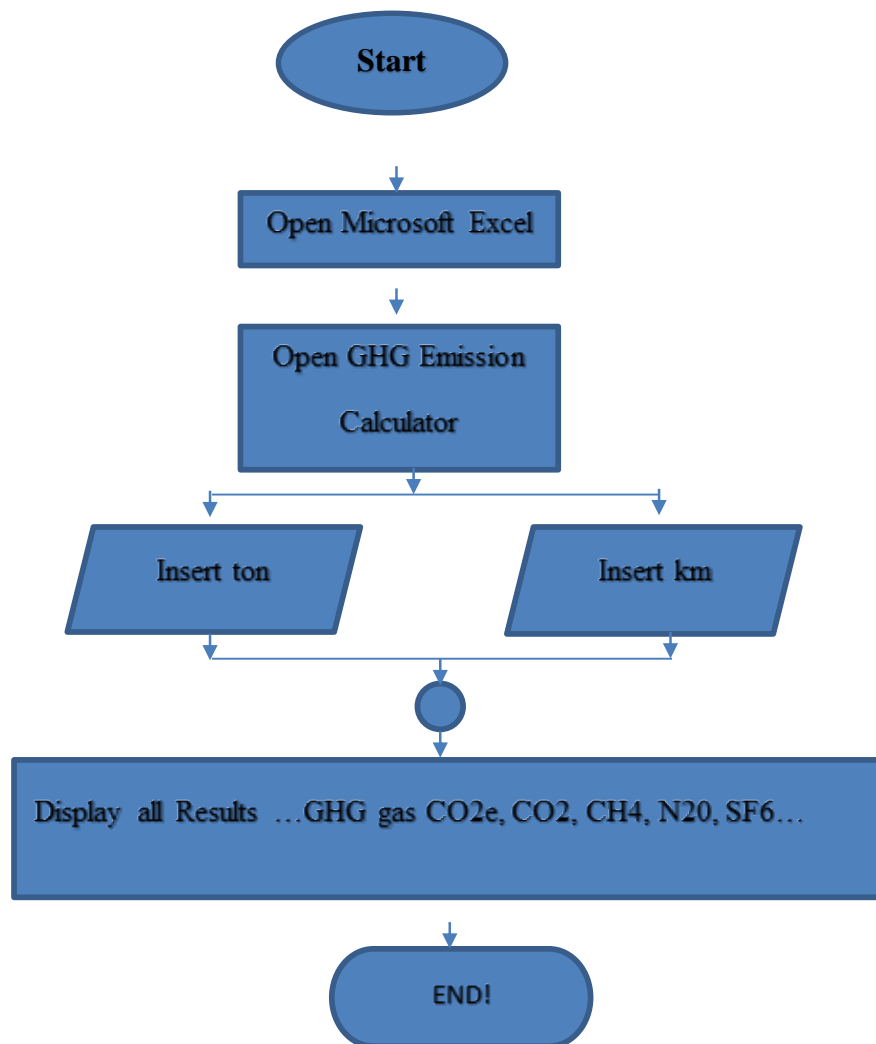 Start
Open Microsoft Excel
Open GHG Emission
Calculator
Insert ton
Insert km
Display all Results …GHG gas CO2e, CO2, CH4, N20, SF6…
END!